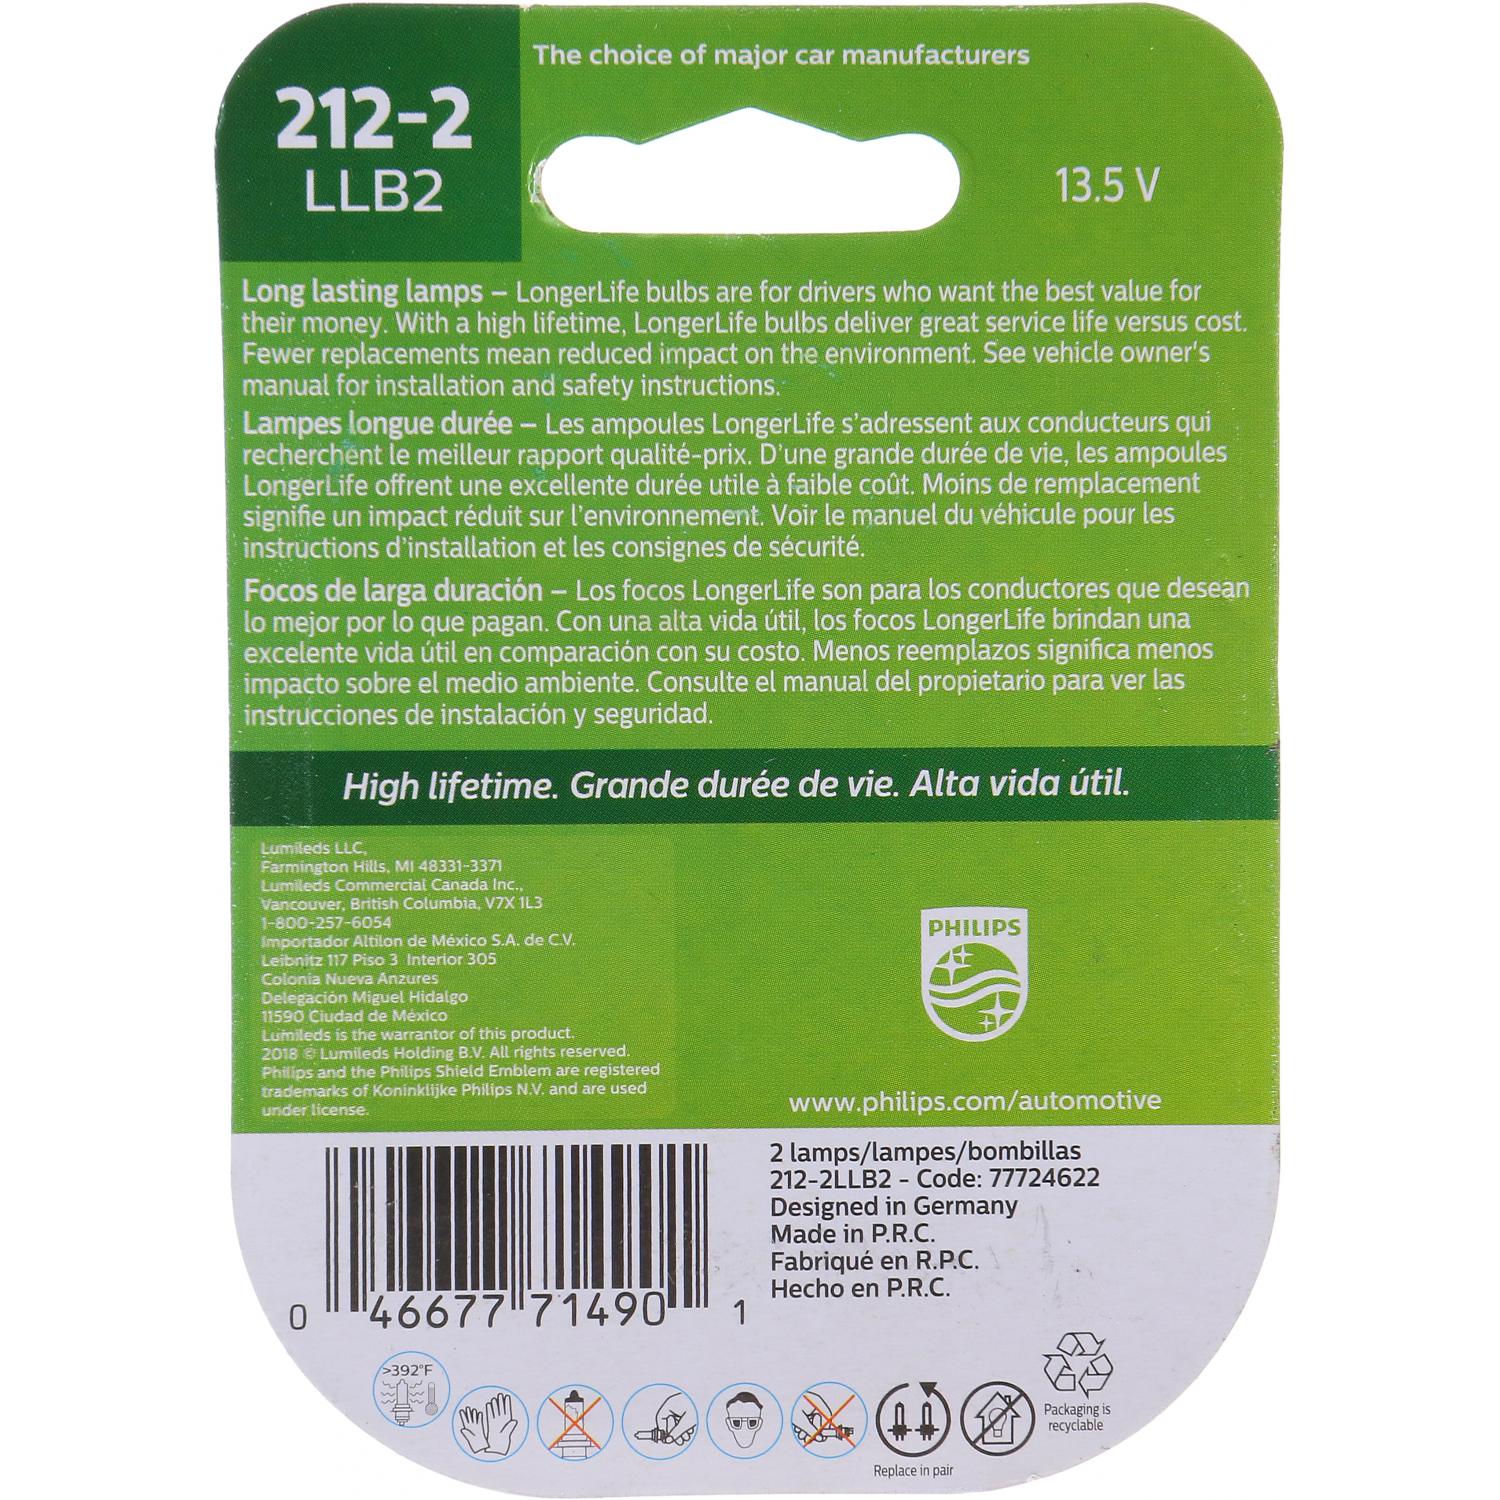 The choice of major car manufacturers
212-2
LLB2
13.5 V
Long lasting lamps – LongerLife bulbs are for drivers who want the best value for
their money. With a high lifetime, LongerLife bulbs deliver great service life versus cost.
Fewer replacements mean reduced impact on the environment. See vehicle owner's
manual for installation and safety instructions.
Lampes longue durée – Les ampoules LongerLife s'adressent aux conducteurs qui
recherchent le meilleur rapport qualité-prix. D'une grande durée de vie, les ampoules
LongerLife offrent une excellente durée utile à faible coût. Moins de remplacement
signifie un impact réduit sur l'environnement. Voir le manuel du véhicule pour les
instructions d'installation et les consignes de sécurité.
Focos de larga duración – Los focos LongerLife son para los conductores que desean
lo mejor por lo que pagan. Con una alta vida útil, los focos LongerLife brindan una
excelente vida útil en comparación con su costo. Menos reemplazos significa menos
impacto sobre el medio ambiente. Consulte el manual del propietario para ver las
instrucciones de instalación y seguridad.
High lifetime. Grande durée de vie. Alta vida útil.
Lumileds LLC,
Farmington Hills, MI 48331-3371
Lumileds Commercial Canada Inc.,
Vancouver, British Columbia, V7X 1L3
1-800-257-6054
Importador Altilon de México S.A. de C.V.
Leibnitz 117 Piso 3 Interior 305
Colonia Nueva Anzures
Delegación Miguel Hidalgo
11590 Ciudad de México
Lumileds is the warrantor of this product.
2018 © Lumileds Holding B.V. All rights reserved.
Philips and the Philips Shield Emblem are registered
trademarks of Koninklijke Philips N.V. and are used
under license.
PHILIPS
www.philips.com/automotive
2 lamps/lampes/bombillas
212-2LLB2 - Code: 77724622
Designed in Germany
Made in P.R.C.
Fabriqué en R.P.C.
Hecho en P.R.C.
0 46677 71490 1
>392°F
Replace in pair
Packaging is
recyclable